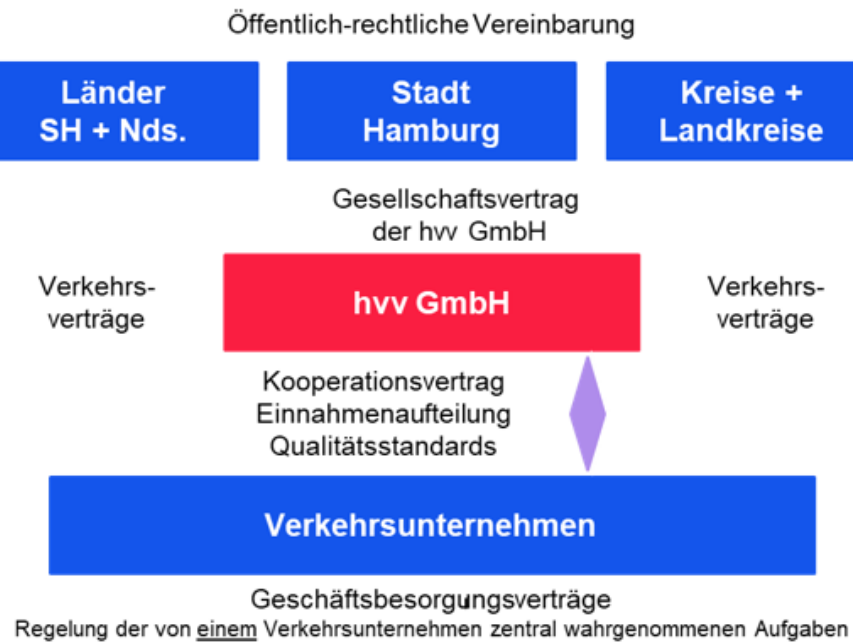 Öffentlich-rechtliche Vereinbarung
Länder
SH + Nds.
Stadt
Hamburg
Kreise +
Landkreise
Gesellschaftsvertrag
der hvv GmbH
Verkehrs-
verträge
hvv GmbH
Verkehrs-
verträge
Kooperationsvertrag
Einnahmenaufteilung
Qualitätsstandards
Verkehrsunternehmen
Geschäftsbesorgungsverträge
Regelung der von einem Verkehrsunternehmen zentral wahrgenommenen Aufgaben